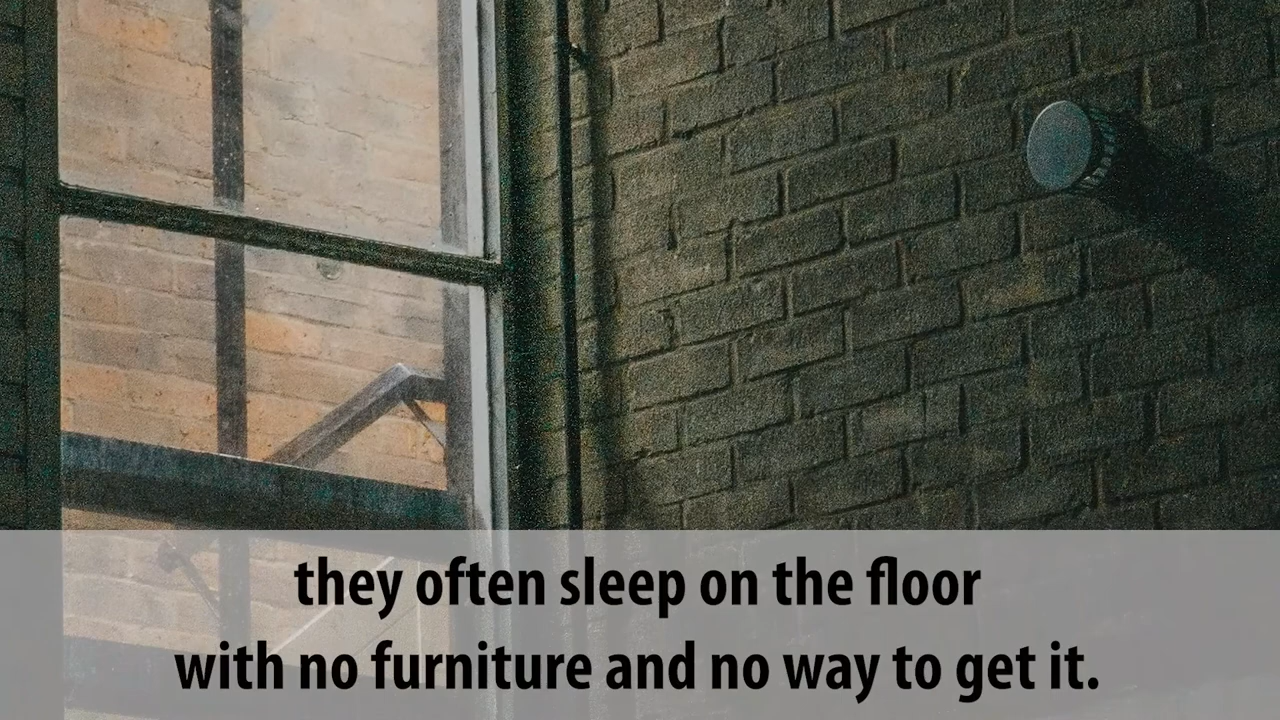 they often sleep on the floor
with no furniture and no way to get it.